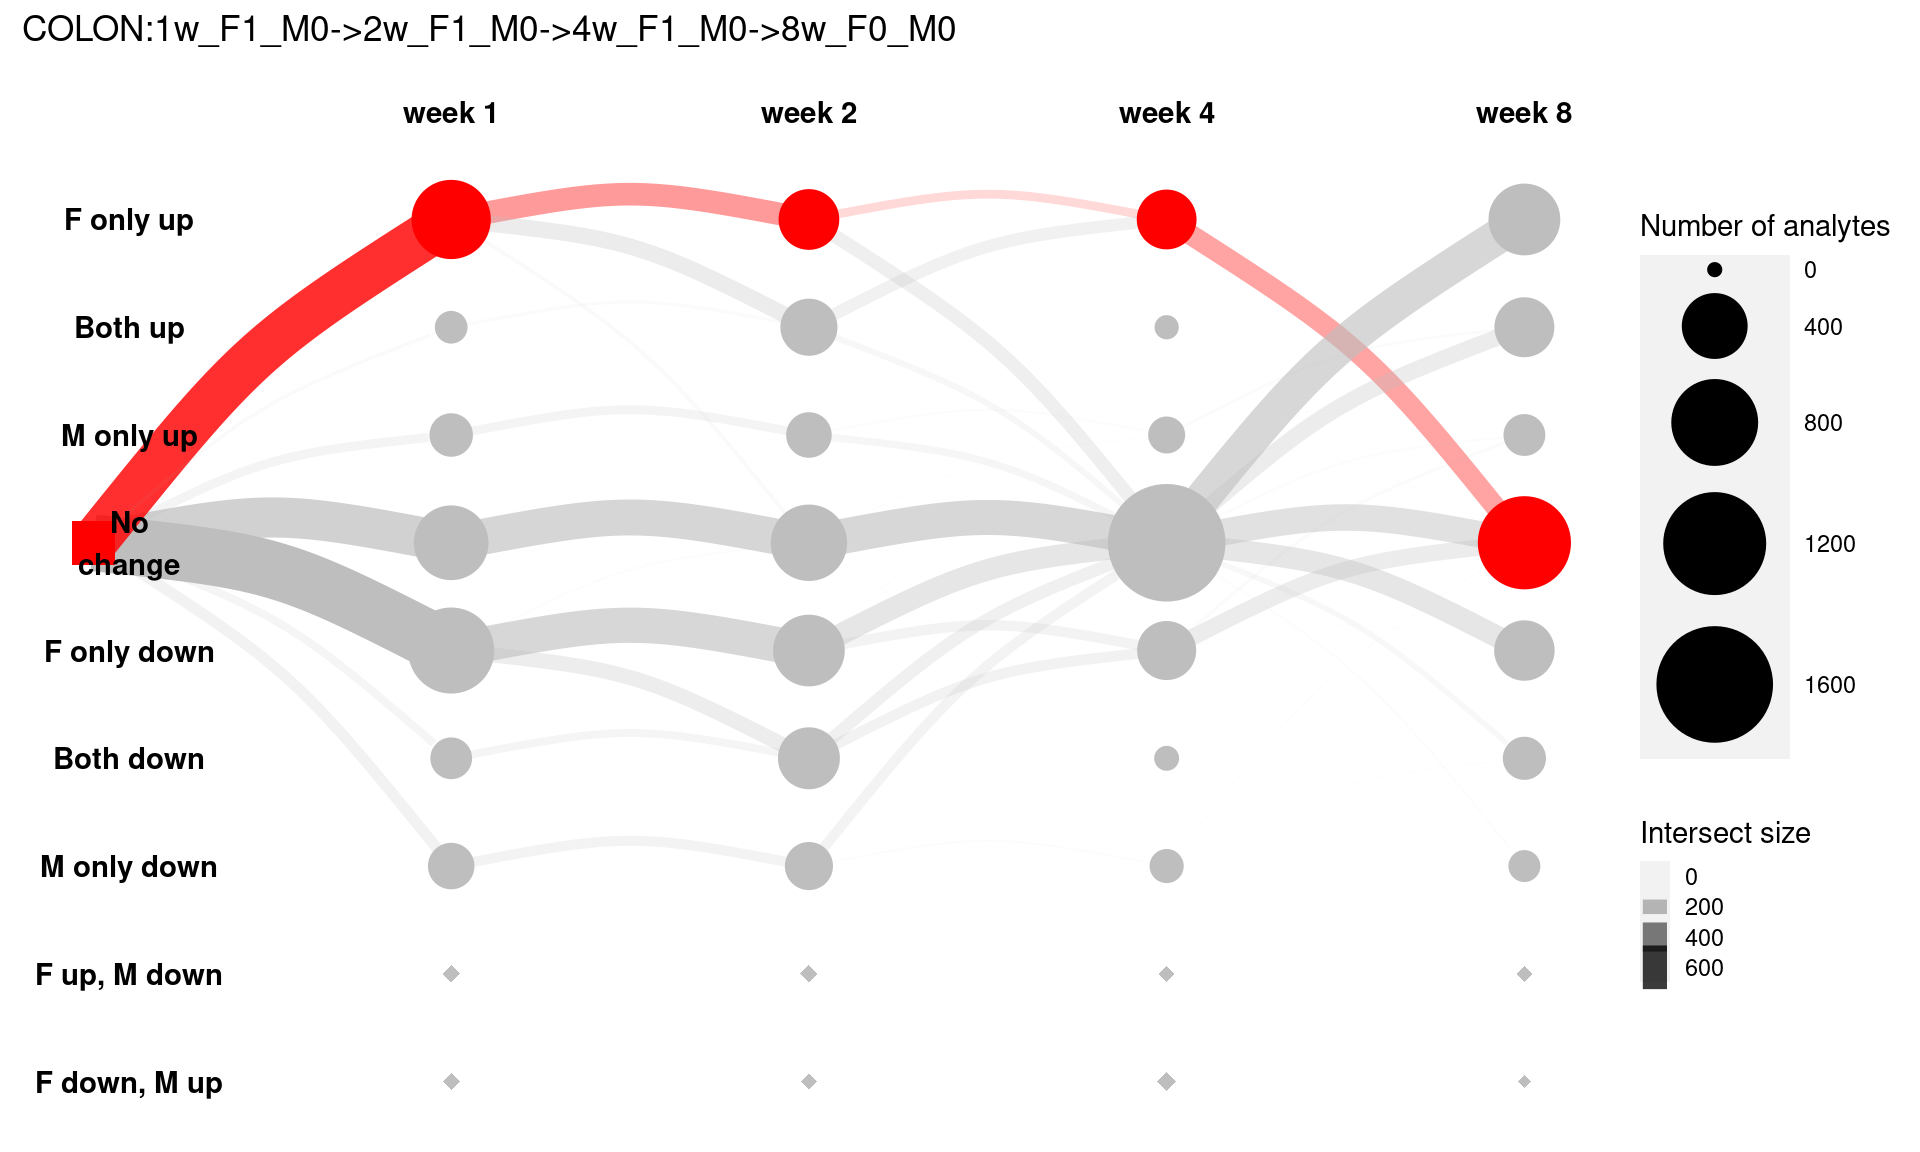 COLON:1w_F1_M0->2w_F1_M0->4w_F1_M0->8w_F0_M0
week 1
week 2
week 4
week 8
F only up
Both up
M only up
No
change
F only down
Both down
M only down
F up, M down
F down, M up
Number of analytes
0
400
800
1200
1600
Intersect size
0
200
400
600